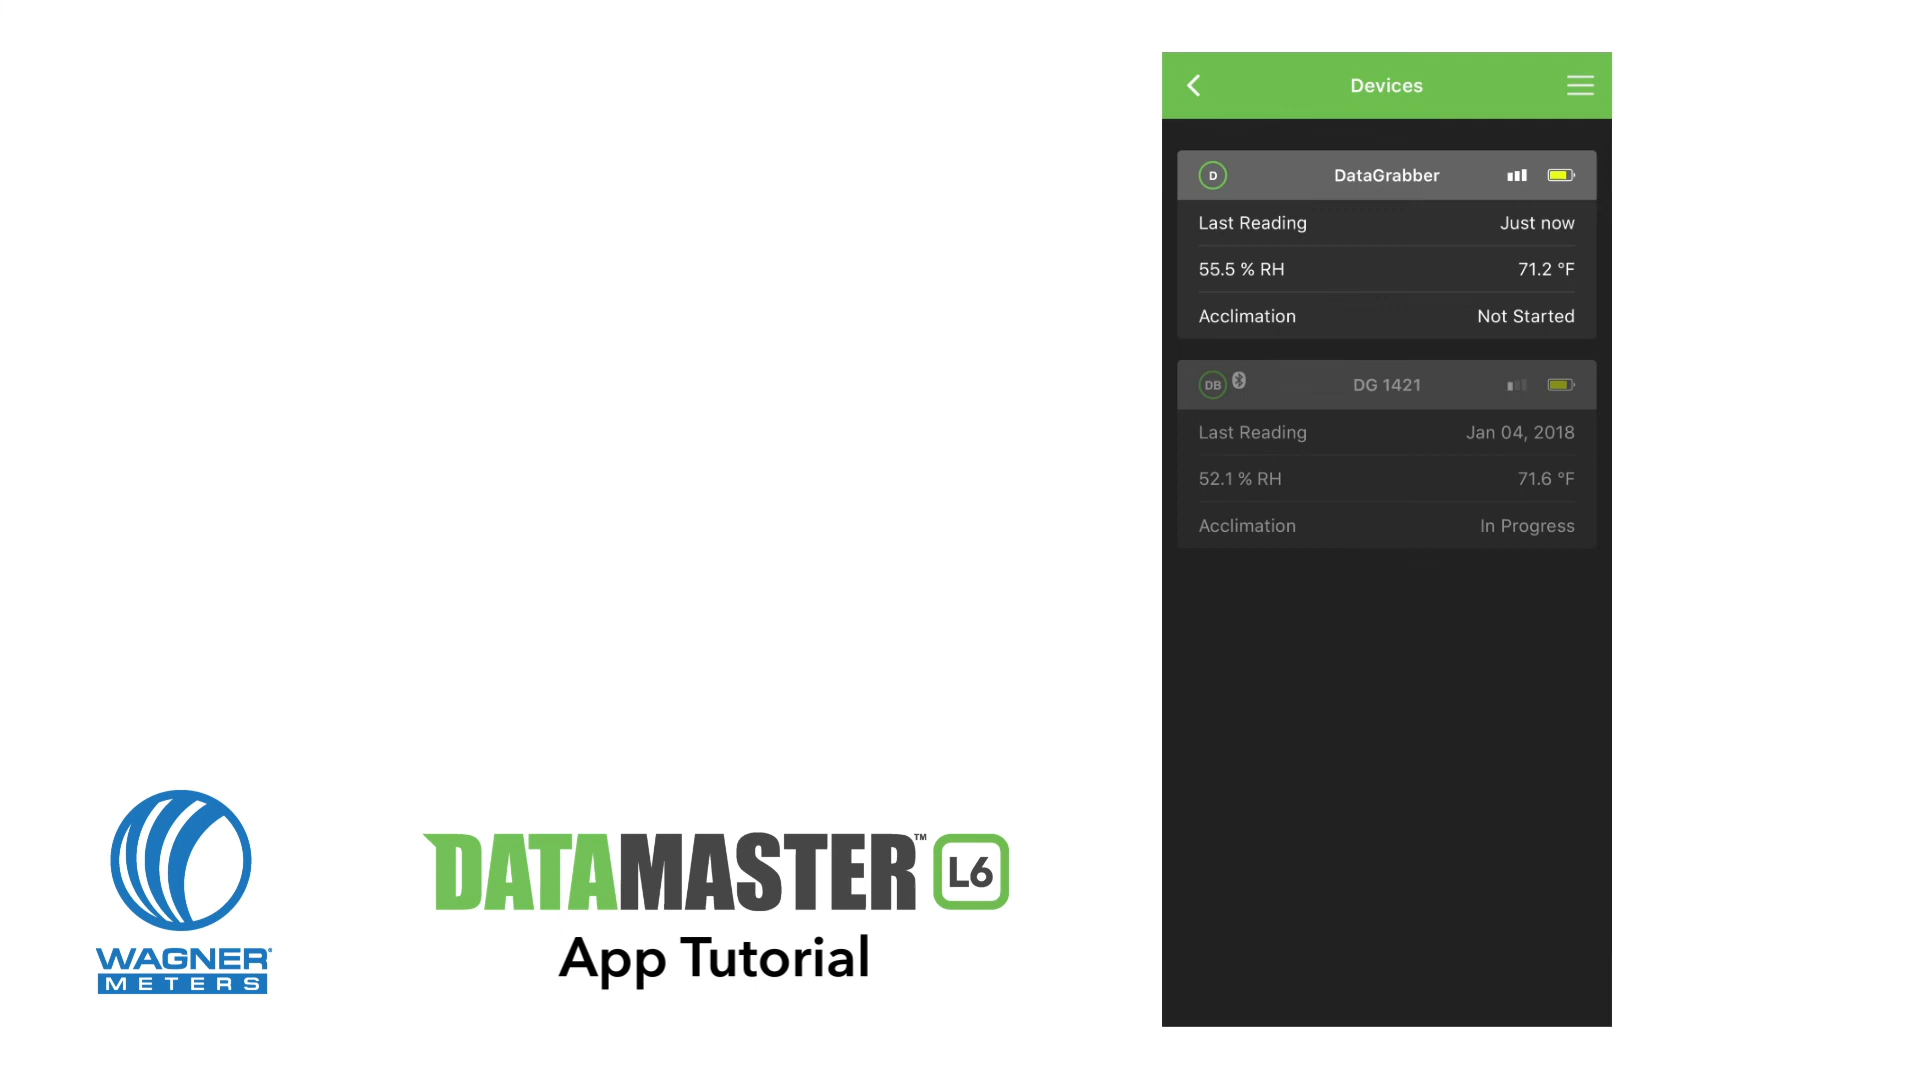 Devices
D DataGrabber
Last Reading Just now
55.5 % RH 71.2 °F
Acclimation Not Started
DB DG 1421
Last Reading Jan 04, 2018
52.1 % RH 71.6 °F
Acclimation In Progress
WAGNER®
METERS
DATAMASTER™ L6
App Tutorial